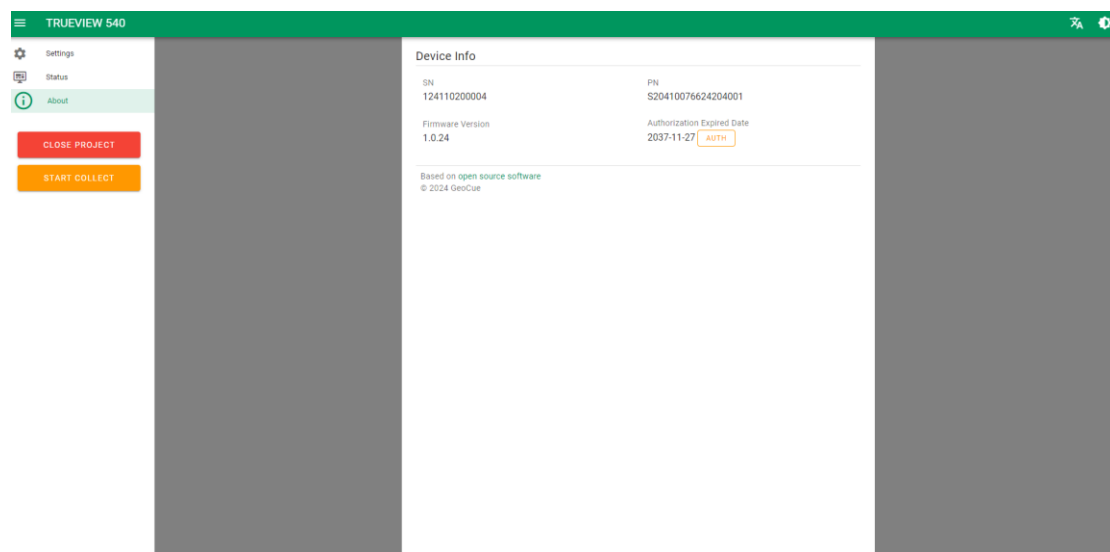 TRUEVIEW 540
Settings
Status
About
CLOSE PROJECT
START COLLECT
Device Info
SN
124110200004
PN
S20410076624204001
Firmware Version
1.0.24
Authorization Expired Date
2037-11-27 AUTH
Based on open source software
© 2024 GeoCue